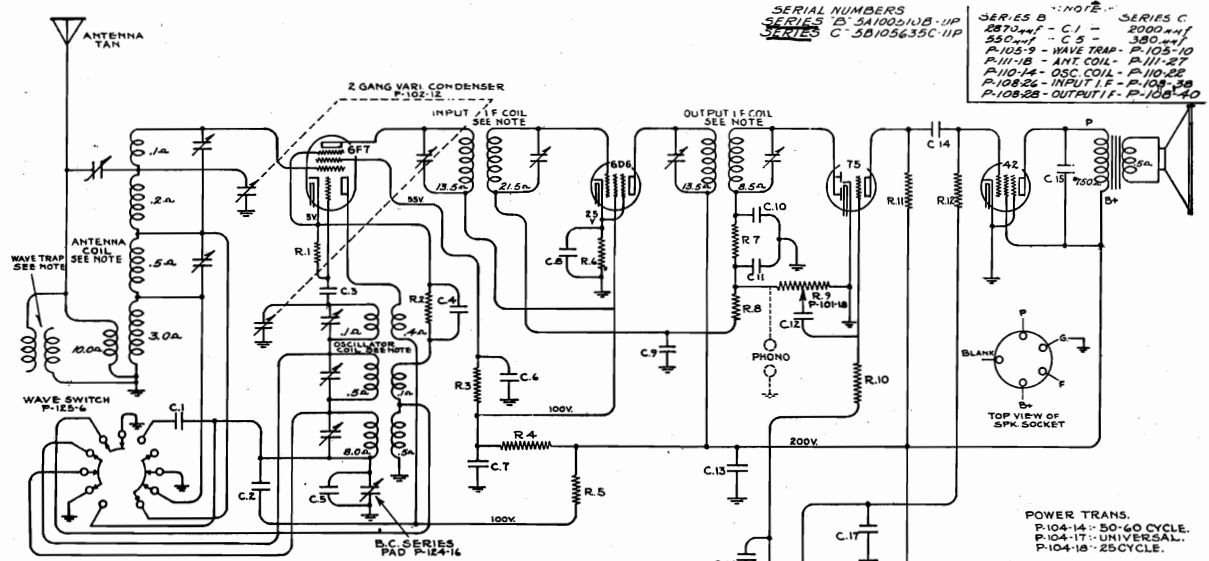 SERIAL NUMBERS
SERIES "B" 5A100510B-UP
SERIES C-5B105635C-UP
NOTE
SERIES B SERIES C.
2870μμf - C.1 - 2000μμf
550μμf - C5 - 380μμf
P-105-9 - WAVE TRAP - P-105-10
P-111-18 - ANT. COIL - P-111-27
P-110-14 - OSC. COIL - P-110-22
P-108-26 - INPUT I.F - P-108-38
P-108-28 - OUTPUT I.F - P-108-40
ANTENNA
TAN
2 GANG VARI CONDENSER
P-102-12
INPUT IF COIL
SEE NOTE
OUTPUT IF COIL
SEE NOTE
6F7
6D6
75
42
C.14
C.15
P
750Ω
B+
.5Ω
.1Ω
.2Ω
.5Ω
3.0Ω
10.0Ω
ANTENNA
COIL
SEE NOTE
WAVE TRAP
SEE NOTE
13.5Ω
21.5Ω
13.5Ω
8.5Ω
5V
55V.
2.5
V
R.1
C.3
R.2
C.4
C.8
R.6
C.10
R 7
C.11
R.8
R.9
P-101-18
C.12
R.11
R.12
.1Ω
.4Ω
OSCILLATOR
COIL SEE NOTE
.5Ω
.1Ω
8.0Ω
.5Ω
R3
C.6
C.9
PHONO
R.10
100V.
R4
200V.
C.7
R.5
C.13
100V.
C.17
WAVE SWITCH
P-125-6
C.1
C.2
C.5
B.C. SERIES
PAD P-124-16
P
BLANK
G.
F
B+
TOP VIEW OF
SPK. SOCKET
POWER TRANS.
P-104-14:-50-60 CYCLE.
P-104-17:-UNIVERSAL.
P-104-18-25CYCLE.